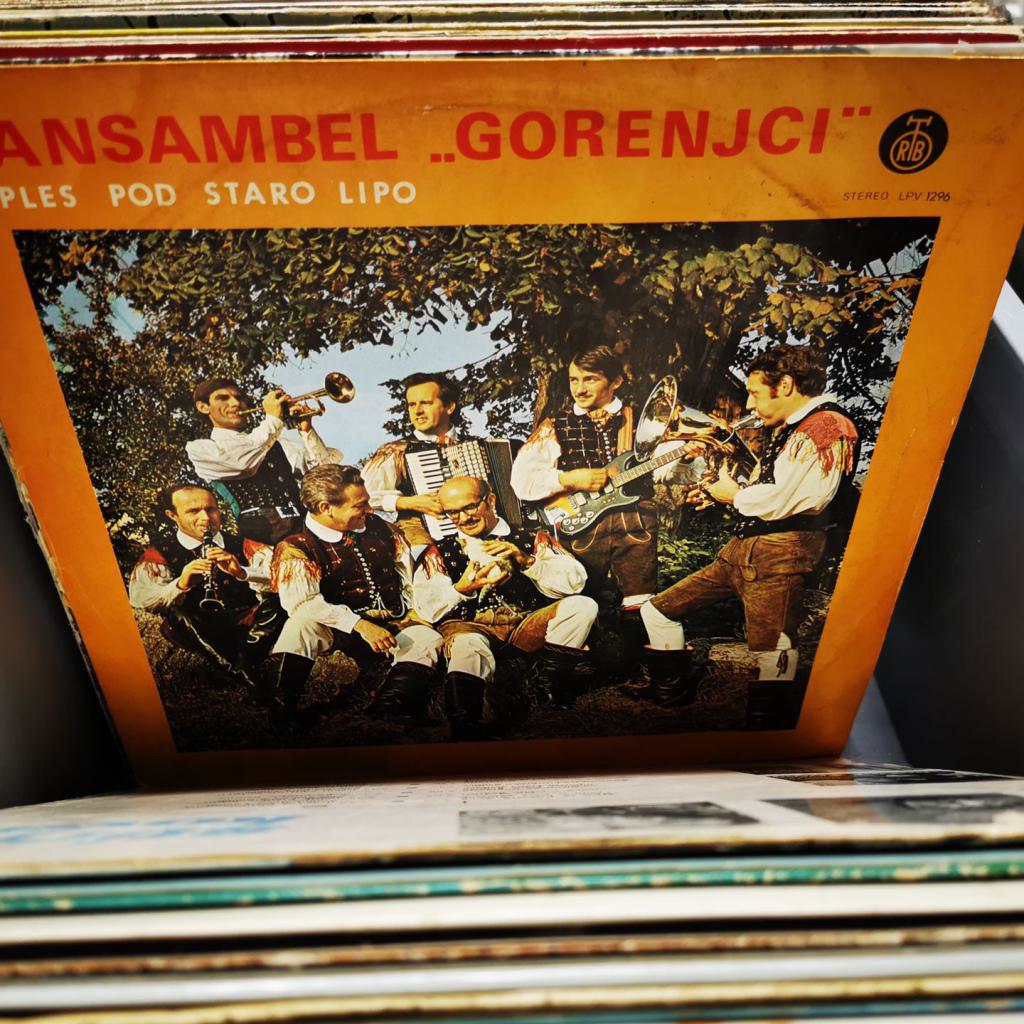 ANSAMBEL „GORENJCI”
PLES POD STARO LIPO
RTB
STEREO LPV 1296